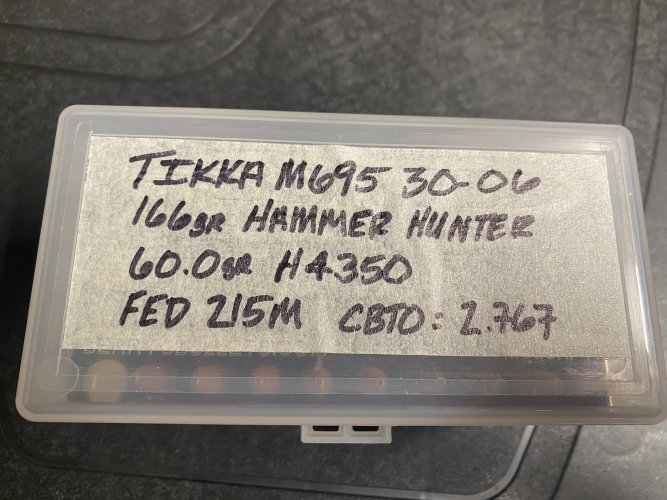 TIKKA M695 30-06
166gr HAMMER HUNTER
60.0gr H4350
FED 215M CBTO: 2.767